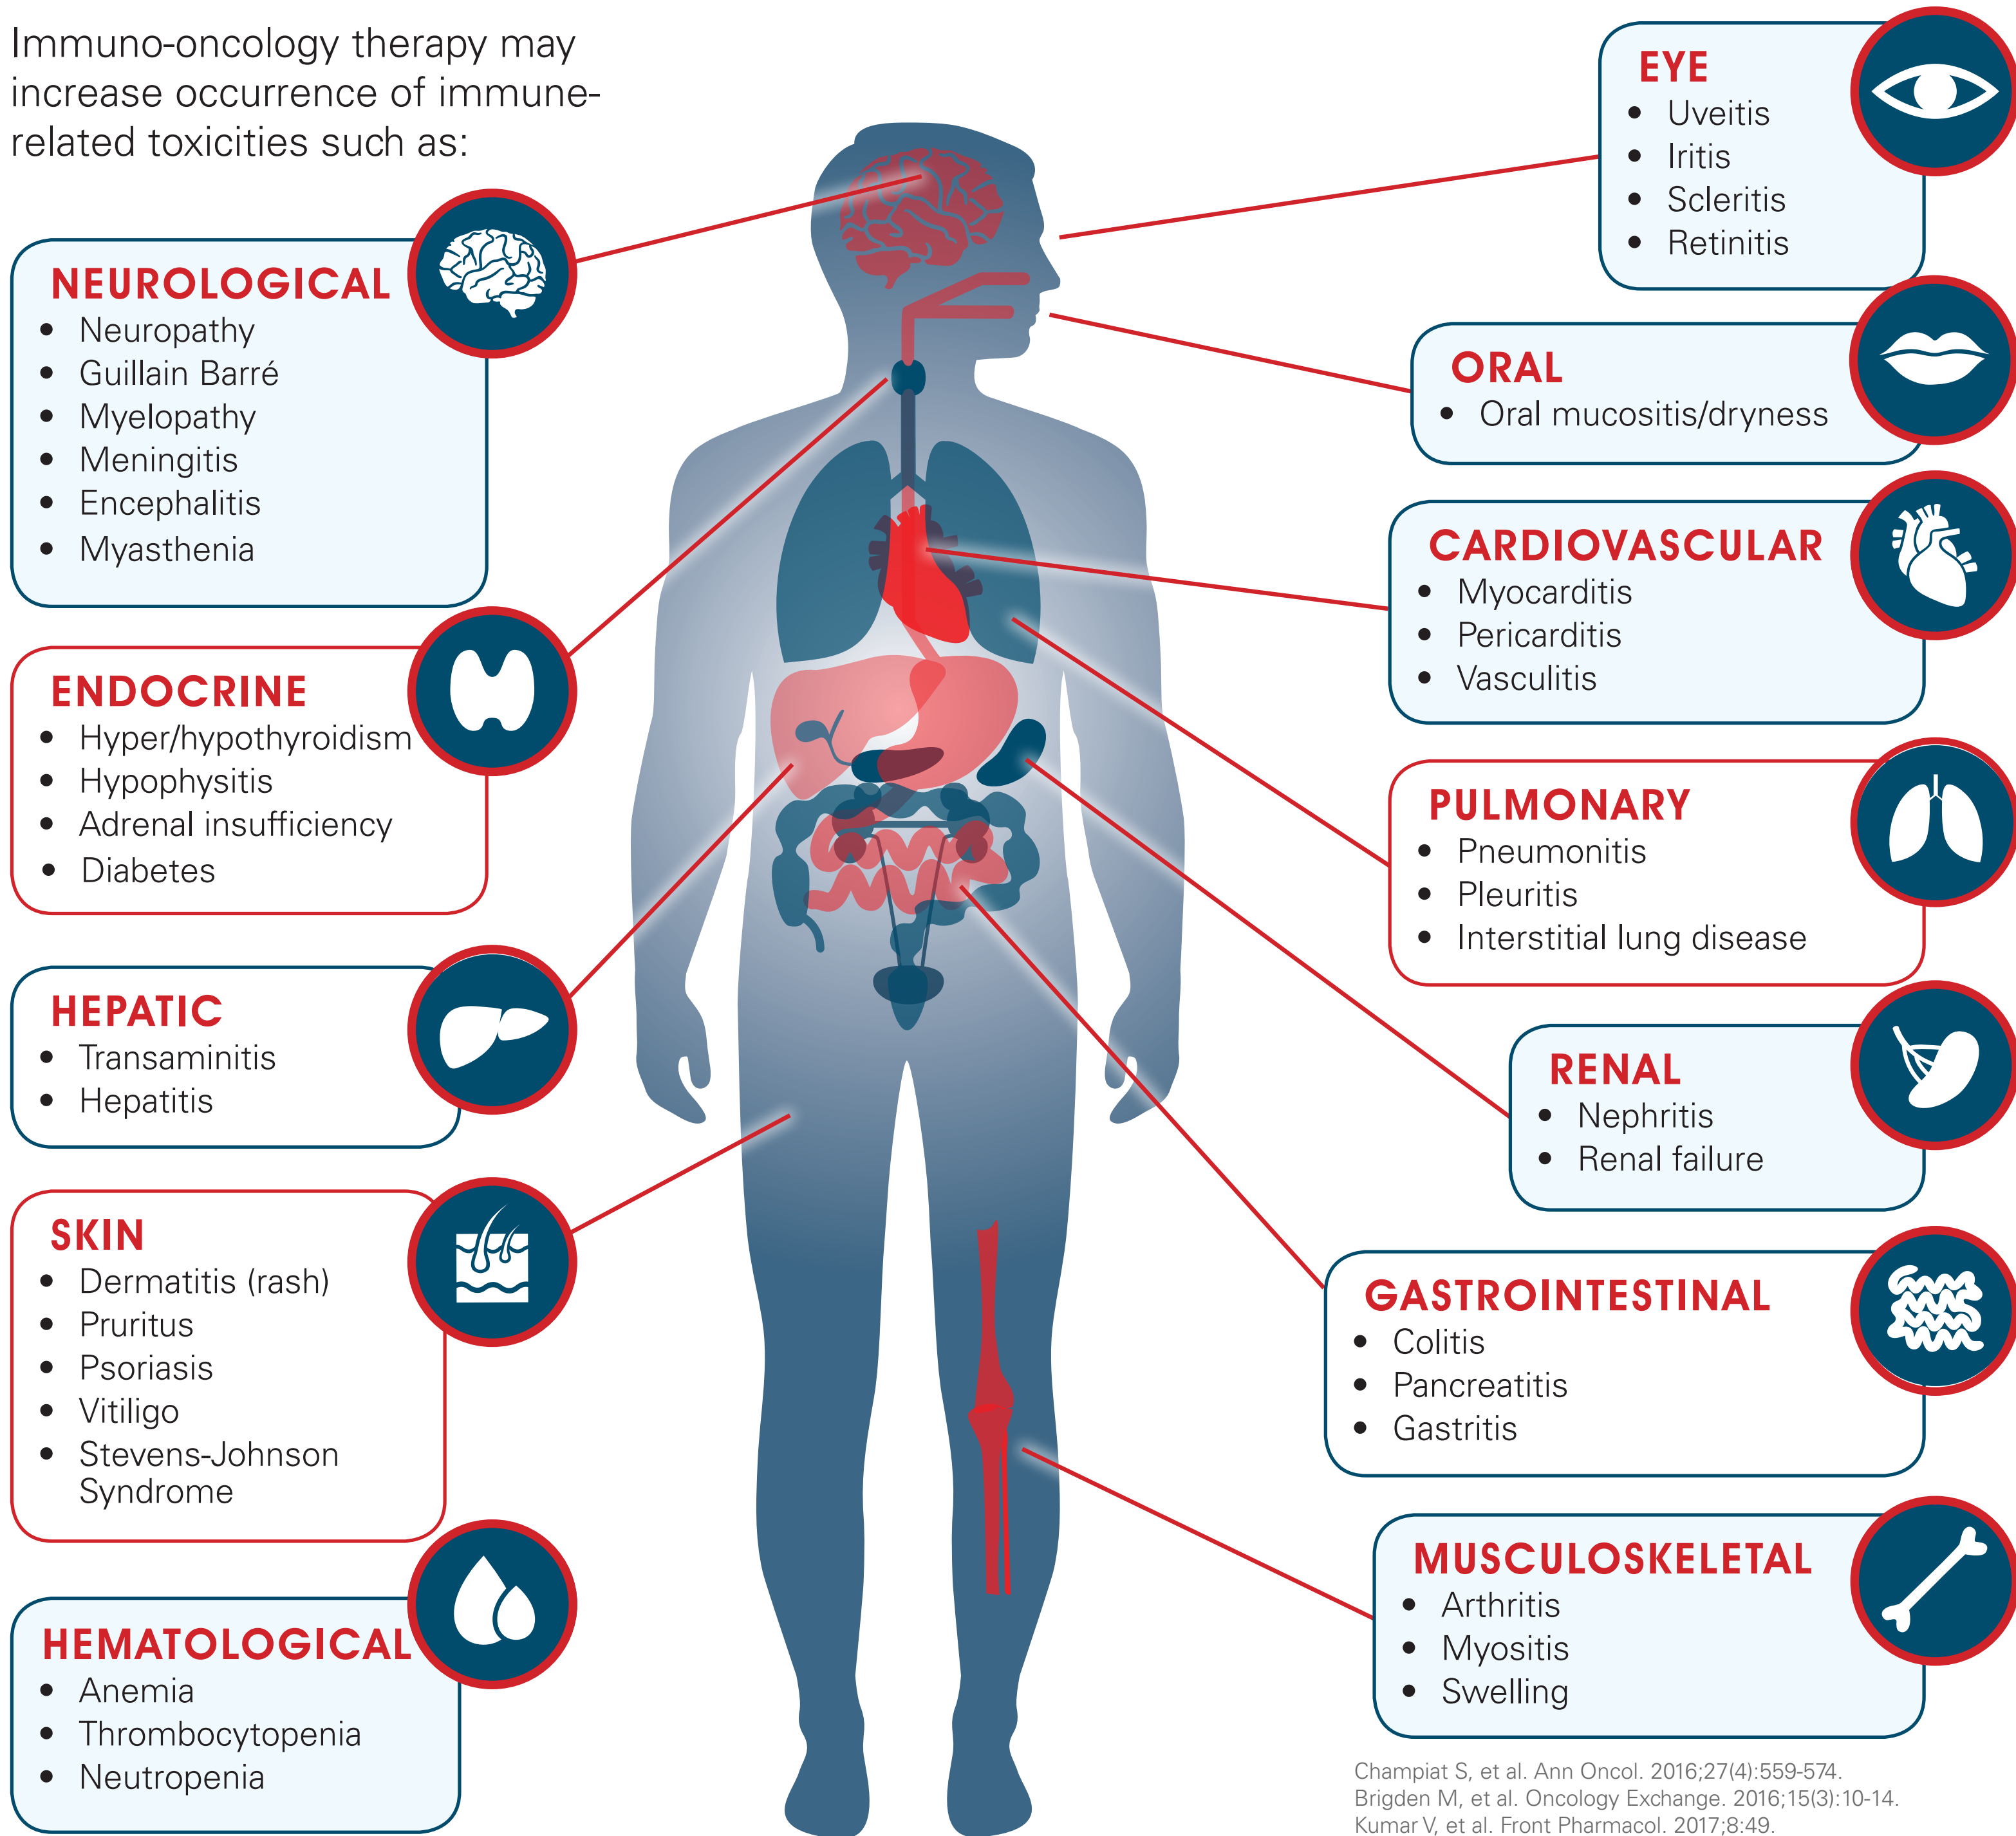 Immuno-oncology therapy may
increase occurrence of immune-
related toxicities such as:
NEUROLOGICAL
• Neuropathy
• Guillain Barré
• Myelopathy
• Meningitis
• Encephalitis
• Myasthenia
ENDOCRINE
• Hyper/hypothyroidism
• Hypophysitis
• Adrenal insufficiency
• Diabetes
HEPATIC
• Transaminitis
• Hepatitis
SKIN
• Dermatitis (rash)
• Pruritus
• Psoriasis
• Vitiligo
• Stevens-Johnson
Syndrome
HEMATOLOGICAL
• Anemia
• Thrombocytopenia
• Neutropenia
EYE
• Uveitis
• Iritis
• Scleritis
• Retinitis
ORAL
• Oral mucositis/dryness
CARDIOVASCULAR
• Myocarditis
• Pericarditis
• Vasculitis
PULMONARY
• Pneumonitis
• Pleuritis
• Interstitial lung disease
RENAL
• Nephritis
• Renal failure
GASTROINTESTINAL
• Colitis
• Pancreatitis
• Gastritis
MUSCULOSKELETAL
• Arthritis
• Myositis
• Swelling
Champiat S, et al. Ann Oncol. 2016;27(4):559-574.
Brigden M, et al. Oncology Exchange. 2016;15(3):10-14.
Kumar V, et al. Front Pharmacol. 2017;8:49.